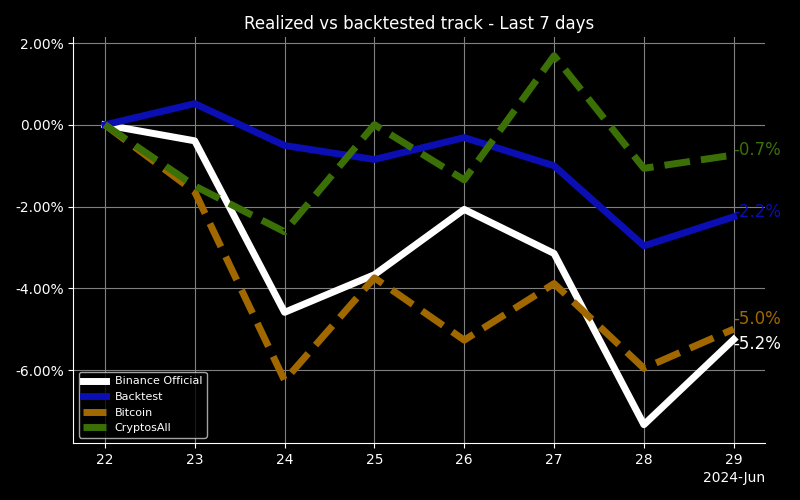 Realized vs backtested track - Last 7 days
2.00%
0.00%
-2.00%
-4.00%
-6.00%
-0.7%
-2.2%
-5.0%
-5.2%
Binance Official
Backtest
Bitcoin
CryptosAll
22 23 24 25 26 27 28 29
2024-Jun